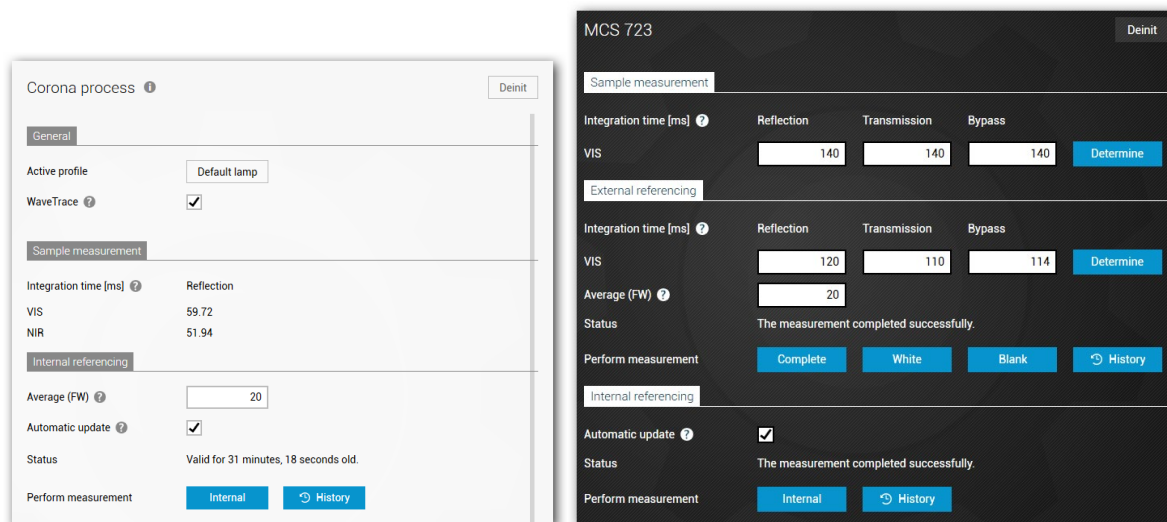 Corona process
Deinit
General
Active profile Default lamp
WaveTrace ?
Sample measurement
Integration time [ms] ? Reflection
VIS 59.72
NIR 51.94
Internal referencing
Average (FW) ? 20
Automatic update ?
Status Valid for 31 minutes, 18 seconds old.
Perform measurement Internal History
MCS 723
Deinit
Sample measurement
Integration time [ms] ? Reflection Transmission Bypass
VIS 140 140 140 Determine
External referencing
Integration time [ms] ? Reflection Transmission Bypass
VIS 120 110 114 Determine
Average (FW) ? 20
Status The measurement completed successfully.
Perform measurement Complete White Blank History
Internal referencing
Automatic update ?
Status The measurement completed successfully.
Perform measurement Internal History